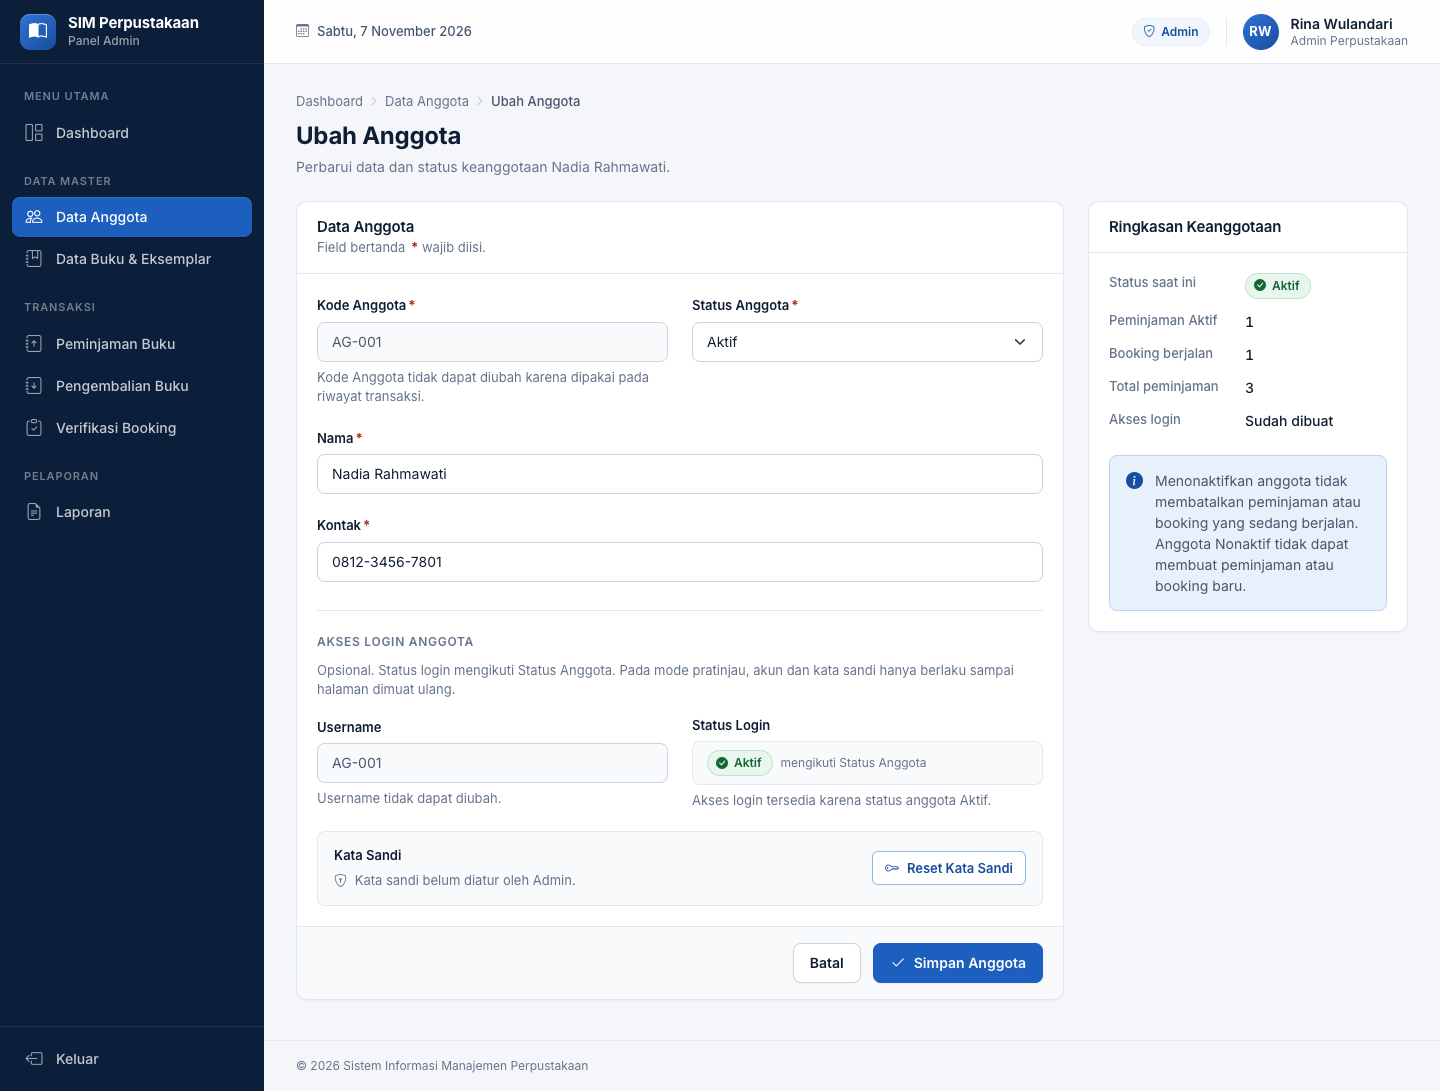 SIM Perpustakaan
Panel Admin
MENU UTAMA
Dashboard
DATA MASTER
Data Anggota
Data Buku & Eksemplar
TRANSAKSI
Peminjaman Buku
Pengembalian Buku
Verifikasi Booking
PELAPORAN
Laporan
Keluar
Sabtu, 7 November 2026
Admin
RW
Rina Wulandari
Admin Perpustakaan
Dashboard > Data Anggota > Ubah Anggota
Ubah Anggota
Perbarui data dan status keanggotaan Nadia Rahmawati.
Data Anggota
Field bertanda * wajib diisi.
Kode Anggota *
AG-001
Kode Anggota tidak dapat diubah karena dipakai pada
riwayat transaksi.
Status Anggota *
Aktif
Nama *
Nadia Rahmawati
Kontak *
0812-3456-7801
AKSES LOGIN ANGGOTA
Opsional. Status login mengikuti Status Anggota. Pada mode pratinjau, akun dan kata sandi hanya berlaku sampai
halaman dimuat ulang.
Username
AG-001
Username tidak dapat diubah.
Status Login
Aktif mengikuti Status Anggota
Akses login tersedia karena status anggota Aktif.
Kata Sandi
Kata sandi belum diatur oleh Admin.
Reset Kata Sandi
Batal
Simpan Anggota
Ringkasan Keanggotaan
Status saat ini Aktif
Peminjaman Aktif 1
Booking berjalan 1
Total peminjaman 3
Akses login Sudah dibuat
Menonaktifkan anggota tidak
membatalkan peminjaman atau
booking yang sedang berjalan.
Anggota Nonaktif tidak dapat
membuat peminjaman atau
booking baru.
© 2026 Sistem Informasi Manajemen Perpustakaan